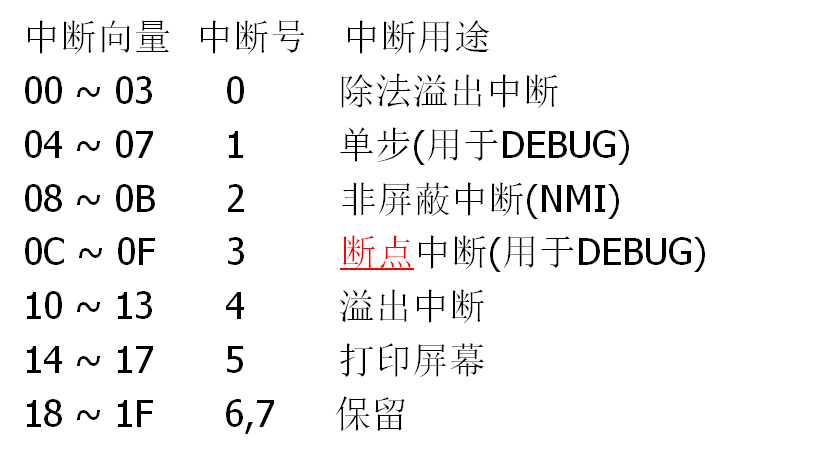 中断向量 中断号 中断用途
00 ~ 03 0 除法溢出中断
04 ~ 07 1 单步(用于DEBUG)
08 ~ 0B 2 非屏蔽中断(NMI)
0C ~ 0F 3 断点中断(用于DEBUG)
10 ~ 13 4 溢出中断
14 ~ 17 5 打印屏幕
18 ~ 1F 6,7 保留